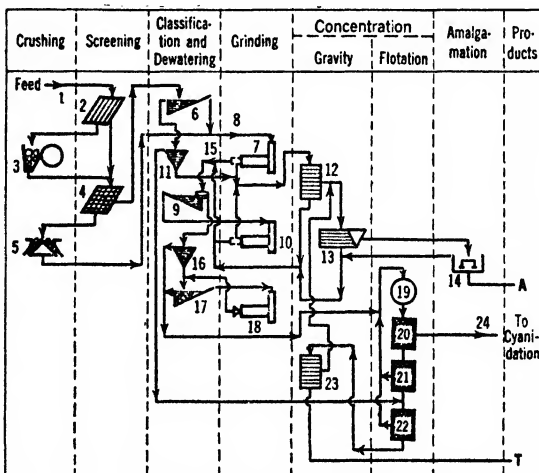 Crushing
Screening
Classifica-
tion and
Dewatering
Grinding
Concentration
Gravity
Flotation
Amalga-
mation
Pro-
ducts
Feed
1
2
3
4
5
6
7
8
9
10
11
12
13
14
15
16
17
18
19
20
21
22
23
24
A
To
Cyani-
dation
T